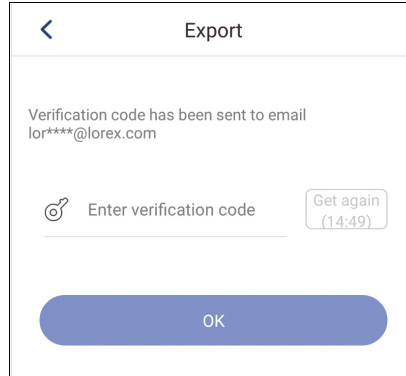 Export
Verification code has been sent to email
lor****@lorex.com
Enter verification code
Get again
(14:49)
OK